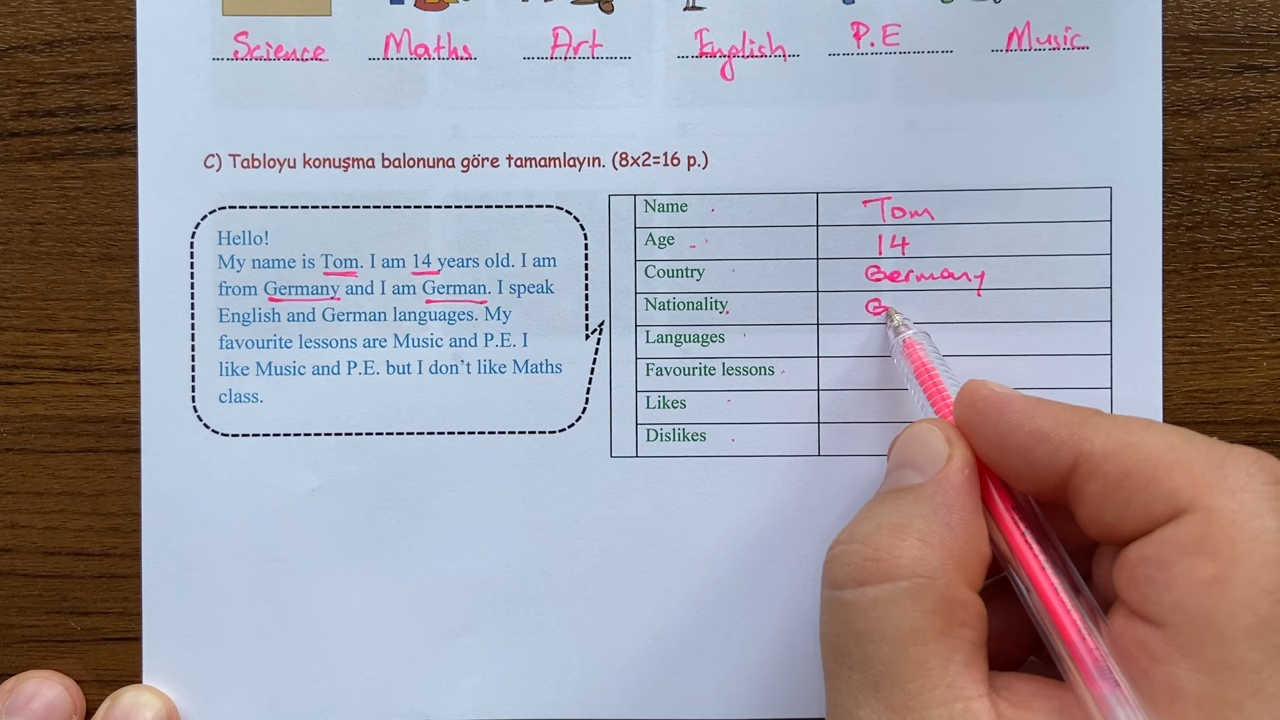 Science Maths Art English P.E Music
C) Tabloyu konuşma balonuna göre tamamlayın. (8x2=16 p.)
Hello!
My name is Tom. I am 14 years old. I am
from Germany and I am German. I speak
English and German languages. My
favourite lessons are Music and P.E. I
like Music and P.E. but I don't like Maths
class.
Name Tom
Age 14
Country Germany
Nationality G
Languages
Favourite lessons
Likes
Dislikes